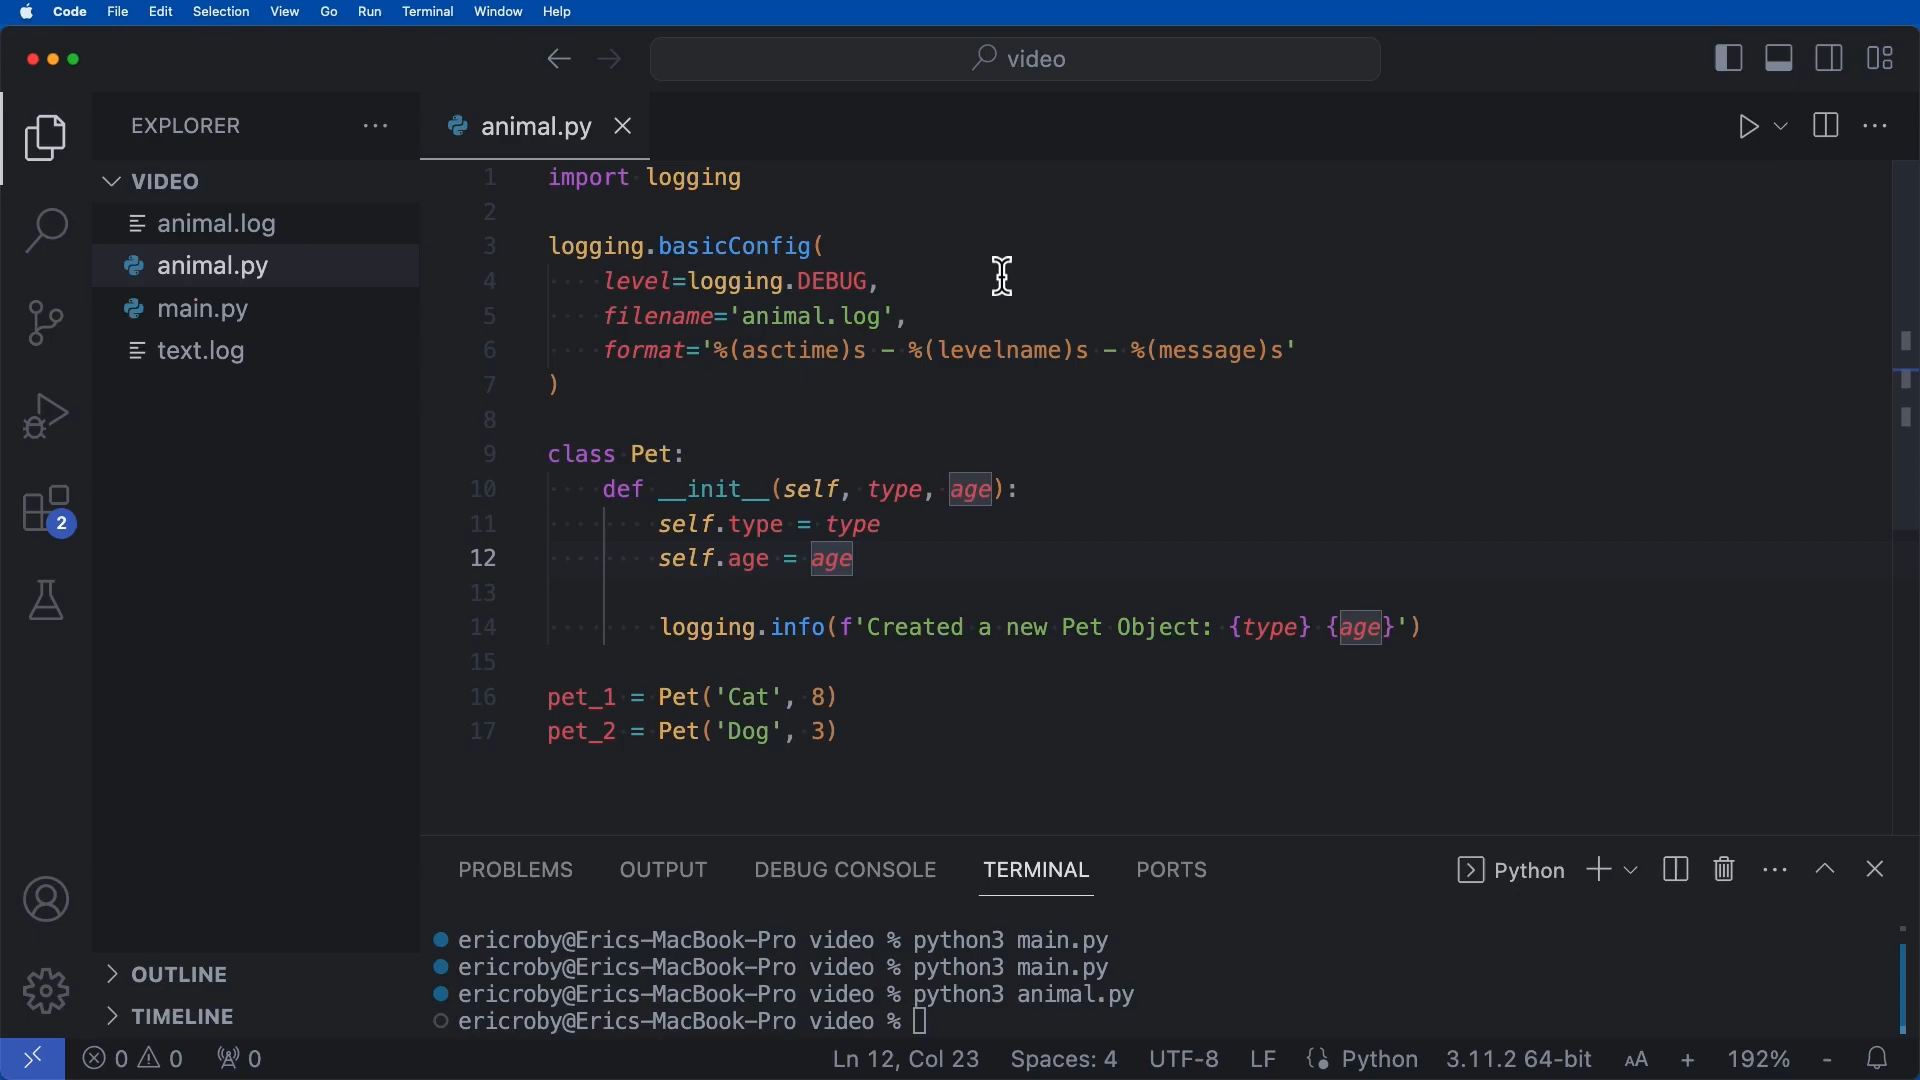 Code File Edit Selection View Go Run Terminal Window Help
video
EXPLORER
animal.py
VIDEO
animal.log
animal.py
main.py
text.log
1 import logging
2
3 logging.basicConfig(
4 level=logging.DEBUG,
5 filename='animal.log',
6 format='%(asctime)s - %(levelname)s - %(message)s'
7 )
8
9 class Pet:
10 def __init__(self, type, age):
11 self.type = type
12 self.age = age
13
14 logging.info(f'Created a new Pet Object: {type} {age}')
15
16 pet_1 = Pet('Cat', 8)
17 pet_2 = Pet('Dog', 3)
2
PROBLEMS OUTPUT DEBUG CONSOLE TERMINAL PORTS
Python
ericroby@Erics-MacBook-Pro video % python3 main.py
ericroby@Erics-MacBook-Pro video % python3 main.py
ericroby@Erics-MacBook-Pro video % python3 animal.py
ericroby@Erics-MacBook-Pro video %
OUTLINE
TIMELINE
0 0 0
Ln 12, Col 23 Spaces: 4 UTF-8 LF Python 3.11.2 64-bit AA + 192% -